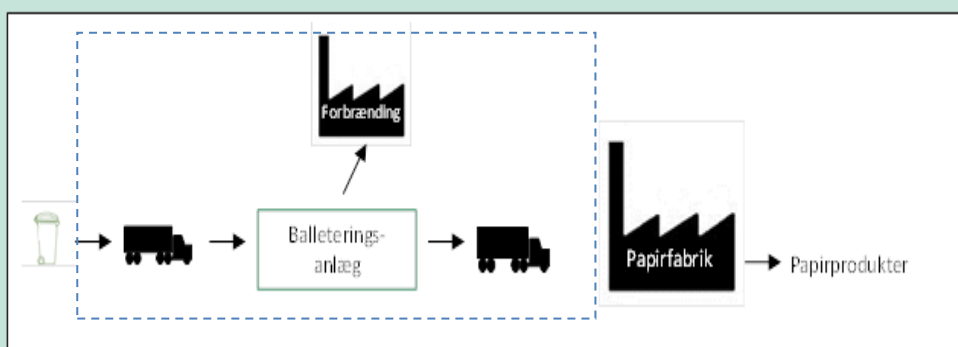 Forbrænding
Balleterings-
anlæg
Papirfabrik
Papirprodukter